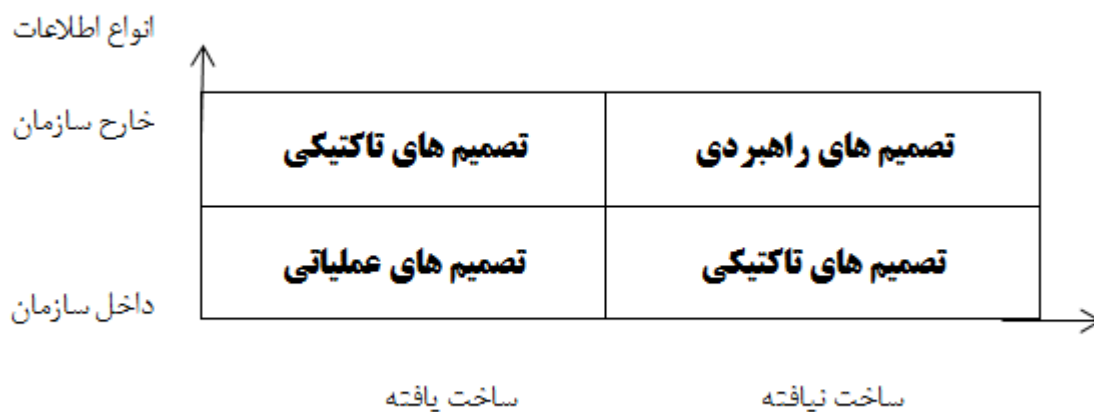 انواع اطلاعات
خارح سازمان
تصمیم های راهبردی
تصمیم های تاکتیکی
تصمیم های تاکتیکی
تصمیم های عملیاتی
داخل سازمان
ساخت نیافته
ساخت یافته